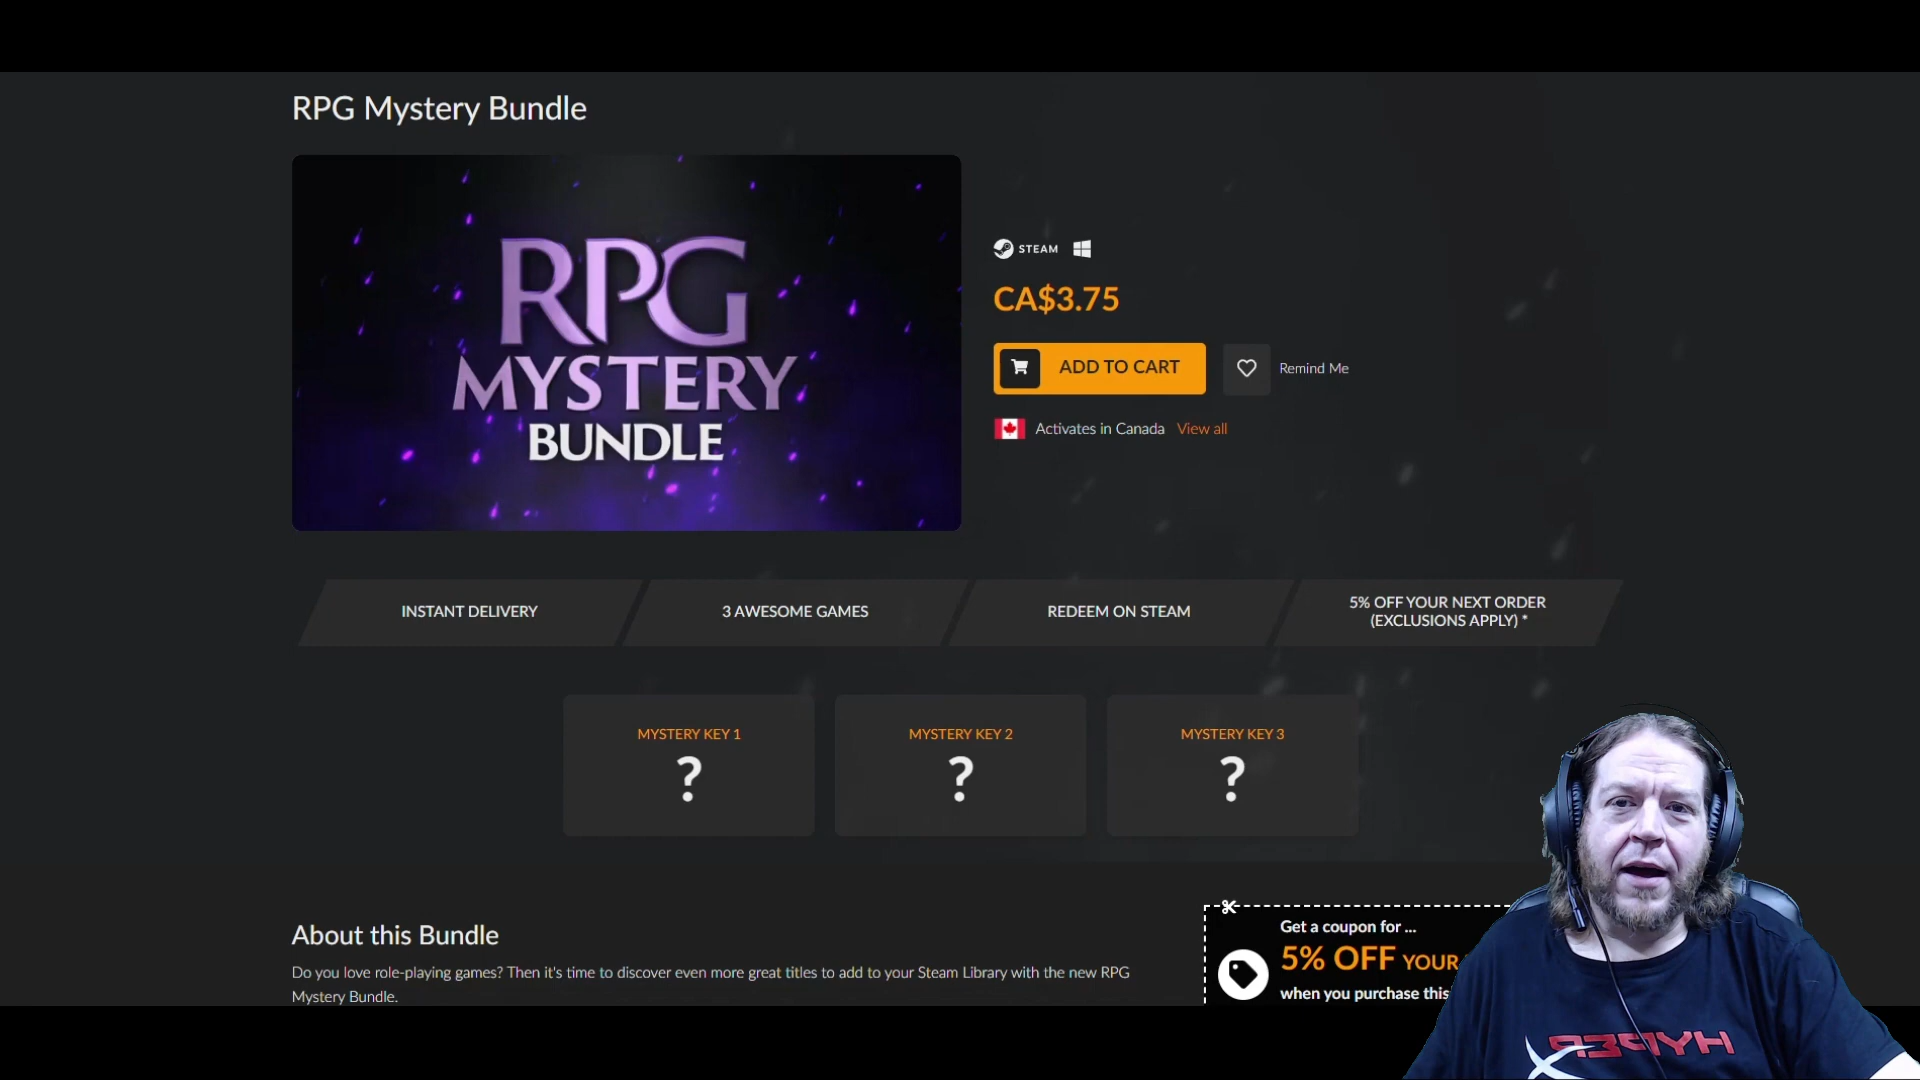 RPG Mystery Bundle
RPG
MYSTERY
BUNDLE
STEAM
CA$3.75
ADD TO CART
Remind Me
Activates in Canada View all
INSTANT DELIVERY
3 AWESOME GAMES
REDEEM ON STEAM
5% OFF YOUR NEXT ORDER
(EXCLUSIONS APPLY) *
MYSTERY KEY 1
?
MYSTERY KEY 2
?
MYSTERY KEY 3
?
About this Bundle
Do you love role-playing games? Then it's time to discover even more great titles to add to your Steam Library with the new RPG
Mystery Bundle.
Get a coupon for ...
5% OFF YOUR
when you purchase this
HYPER